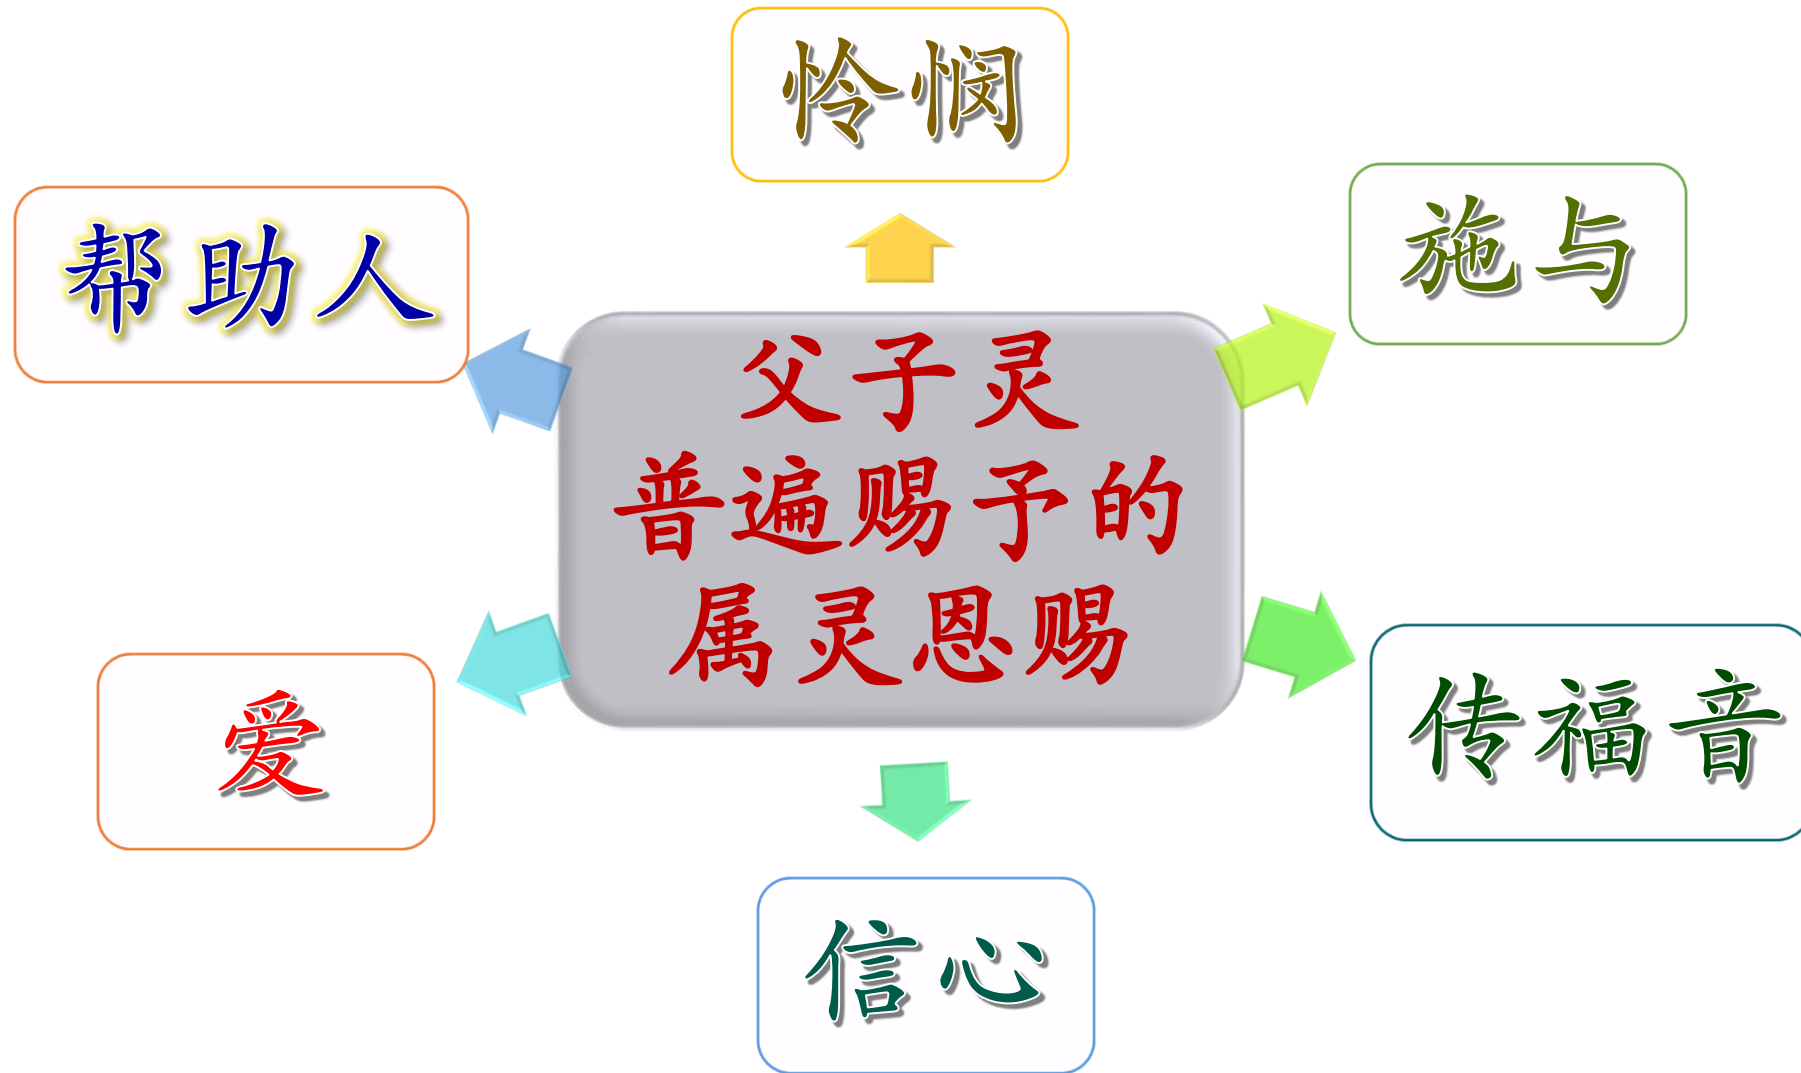 怜悯
帮助人
施与
父子灵
普遍赐予的
属灵恩赐
爱
传福音
信心